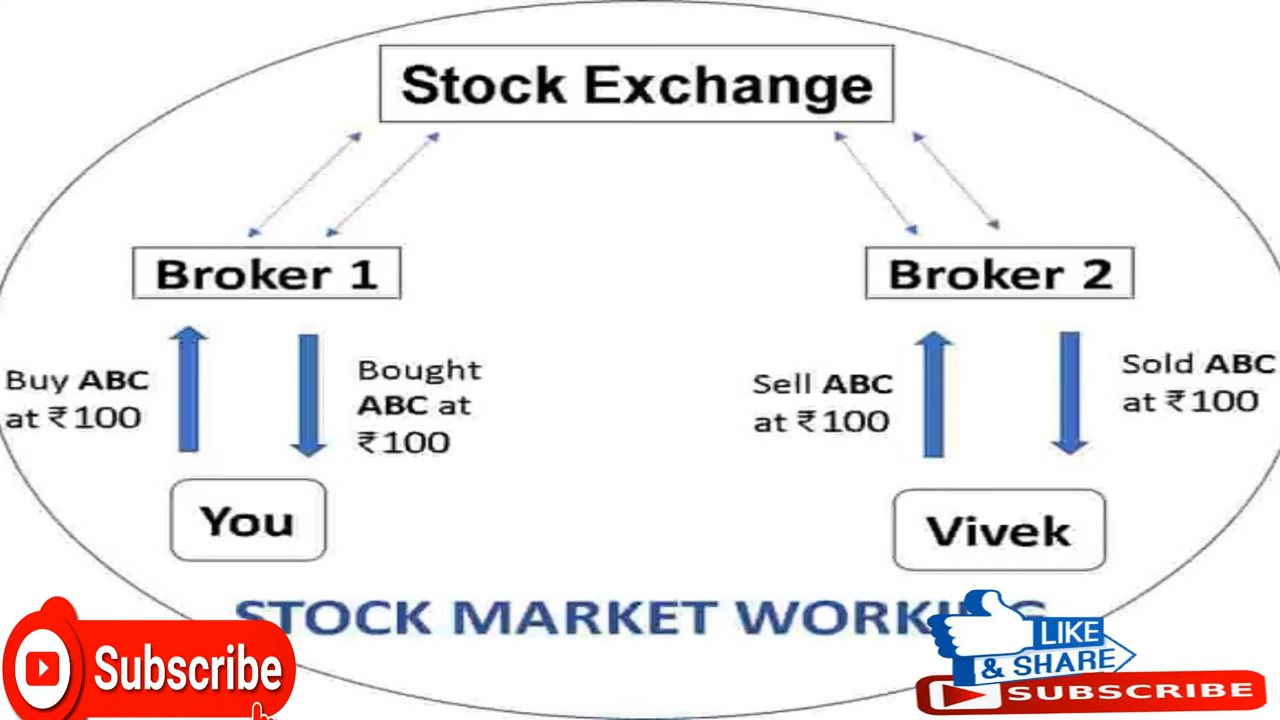 Stock Exchange
Broker 1
Broker 2
Buy ABC
at ₹100
Bought
ABC at
₹100
Sell ABC
at ₹100
Sold ABC
at ₹100
You
Vivek
STOCK MARKET WORKING
Subscribe
LIKE
& SHARE
SUBSCRIBE